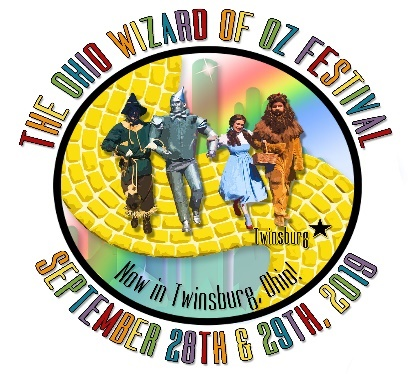 THE OHIO WIZARD OF OZ FESTIVAL
Twinsburg
Now in Twinsburg, Ohio!
SEPTEMBER 28TH & 29TH, 2019